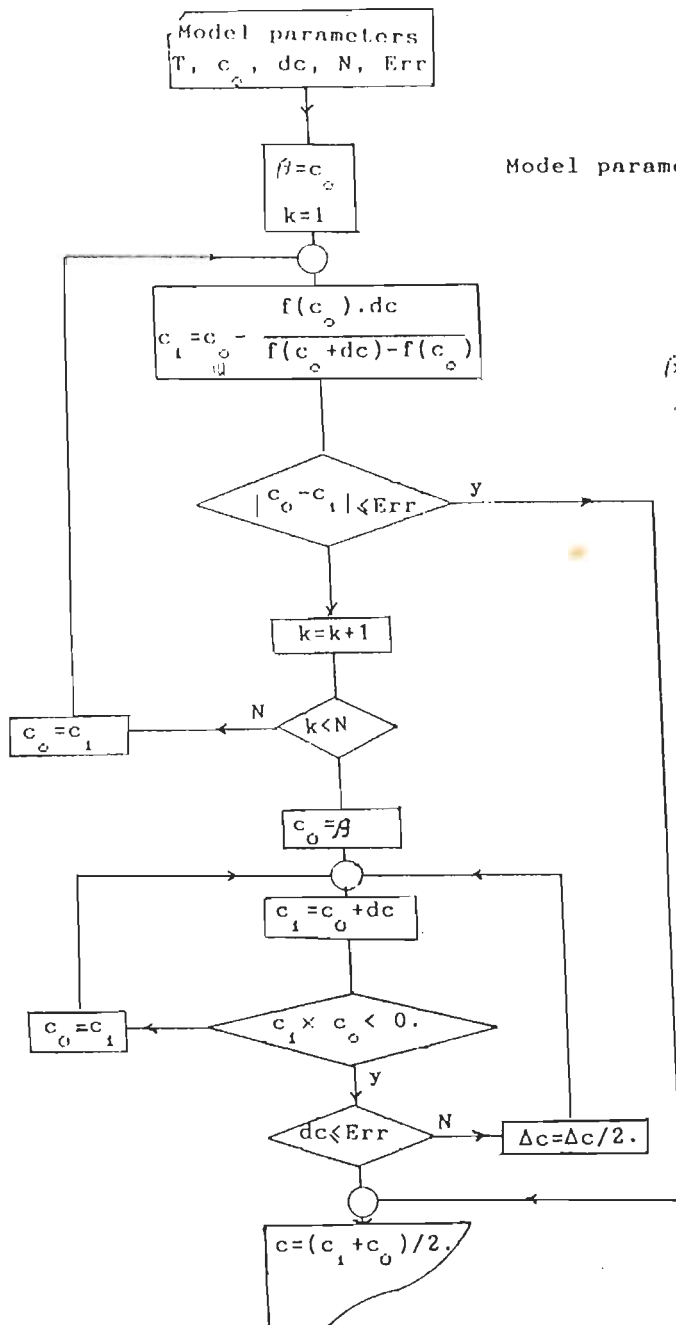 Model parameters
T, c₀, dc, N, Err
β=c₀
k=1
Model parame
f(c₀).dc
c₁=c₀-
f(c₀+dc)-f(c₀)
|c₀-c₁|⩽Err
y
k=k+1
k<N
N
c₀=c₁
c₀=β
c₁=c₀+dc
c₁×c₀<0.
c₀=c₁
y
dc⩽Err
N
Δc=Δc/2.
c=(c₁+c₀)/2.